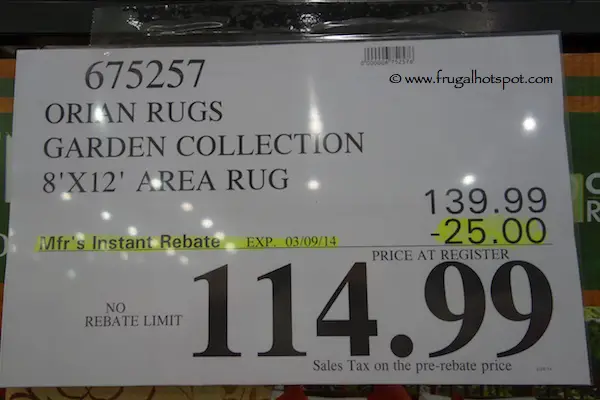 © www.frugalhotspot.com
675257
ORIAN RUGS
GARDEN COLLECTION
8'X12' AREA RUG
139.99
-25.00
Mfr's Instant Rebate EXP. 03/09/14
PRICE AT REGISTER
NO
REBATE LIMIT
114.99
Sales Tax on the pre-rebate price